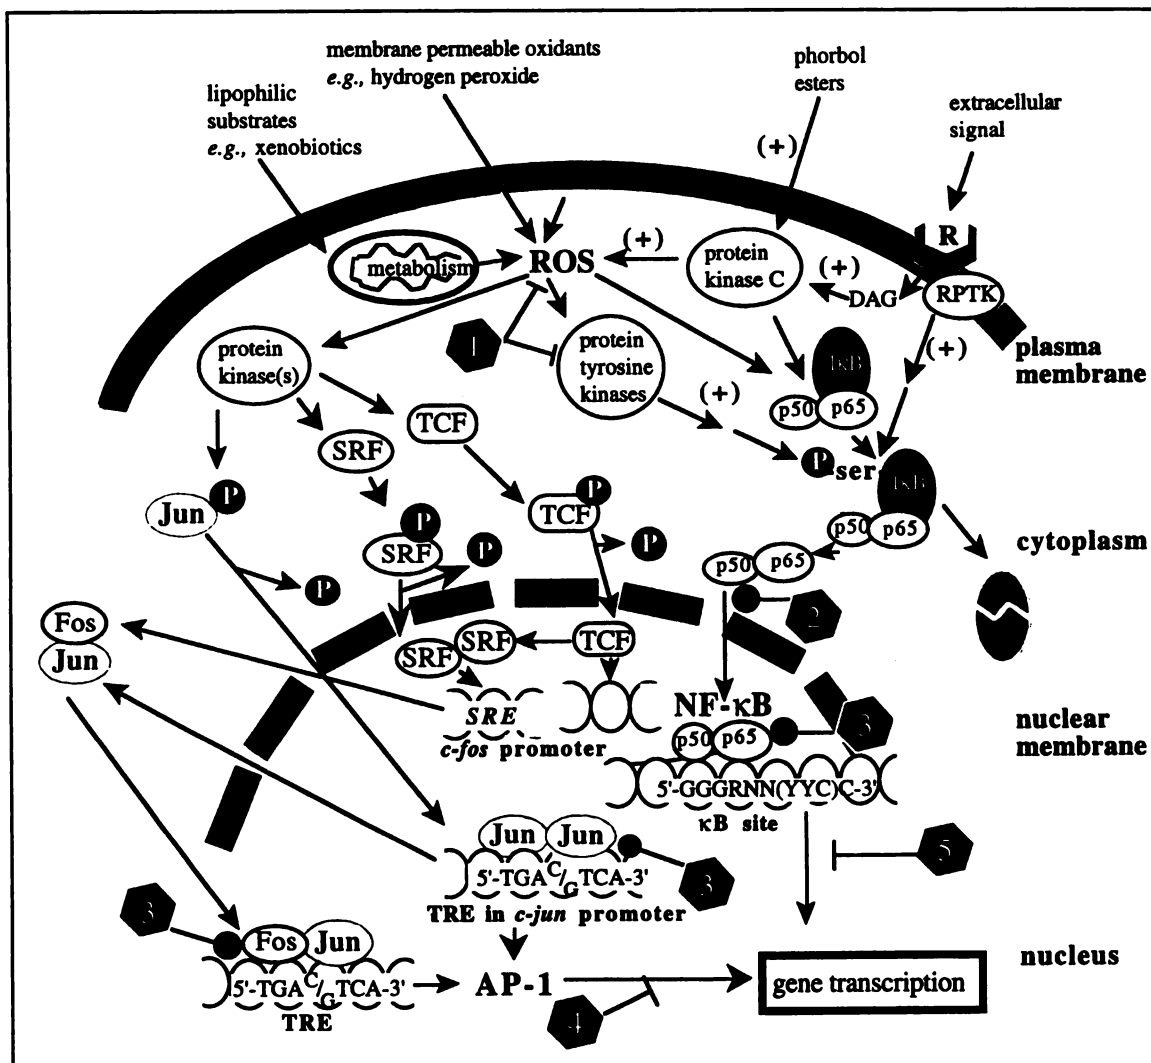 membrane permeable oxidants
e.g., hydrogen peroxide
phorbol
esters
lipophilic
substrates
e.g., xenobiotics
extracellular
signal
(+)
R
metabolism
ROS
(+)
protein
kinase C
(+)
DAG
RPTK
1
protein
kinase(s)
protein
tyrosine
kinases
(+)
IκB
p50
p65
(+)
plasma
membrane
TCF
SRF
P
-ser-
IκB
p50
p65
P
Jun
P
TCF
P
SRF
P
P
P
p50
p65
cytoplasm
2
Fos
Jun
SRF
SRF
TCF
SRE
c-fos promoter
NF-κB
p50
p65
3
nuclear
membrane
5'-GGGRNN(YYC)C-3'
κB site
Jun
Jun
5'-TGA C/G TCA-3'
TRE in c-jun promoter
3
5
3
Fos
Jun
5'-TGA C/G TCA-3'
TRE
AP-1
4
gene transcription
nucleus